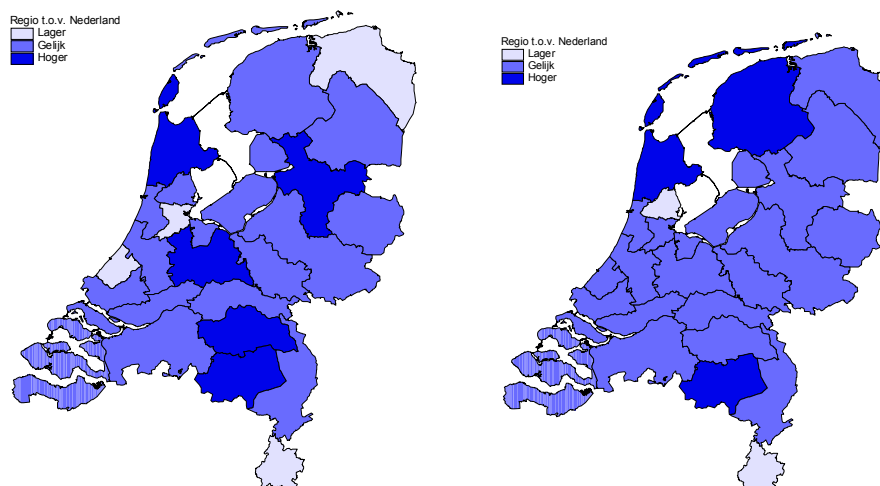 Regio t.o.v. Nederland
Lager
Gelijk
Hoger
Regio t.o.v. Nederland
Lager
Gelijk
Hoger